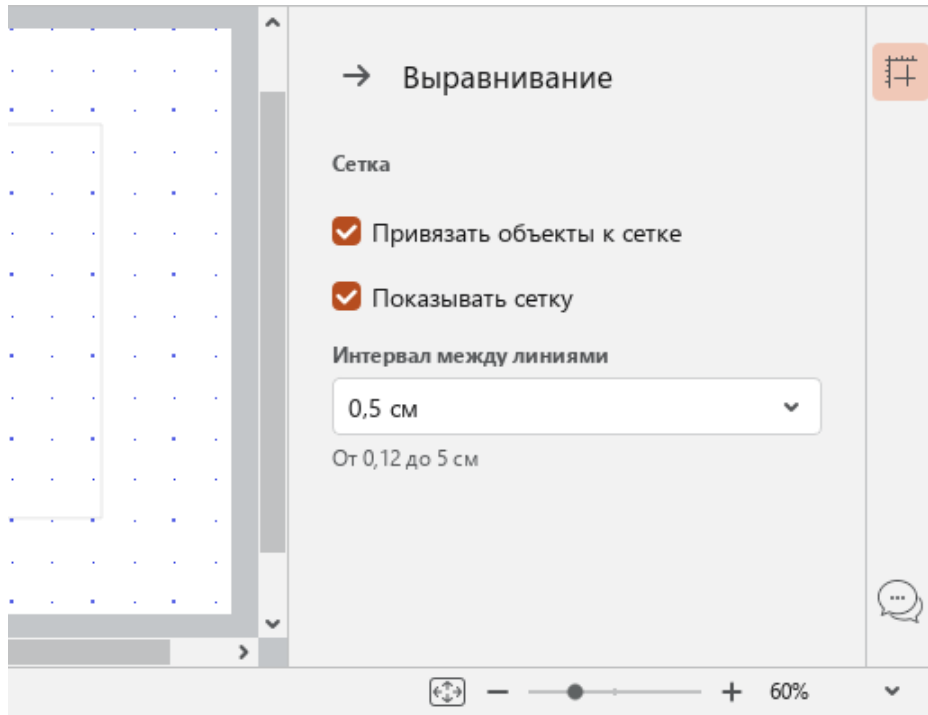 Выравнивание
Сетка
Привязать объекты к сетке
Показывать сетку
Интервал между линиями
0,5 см
От 0,12 до 5 см
60%